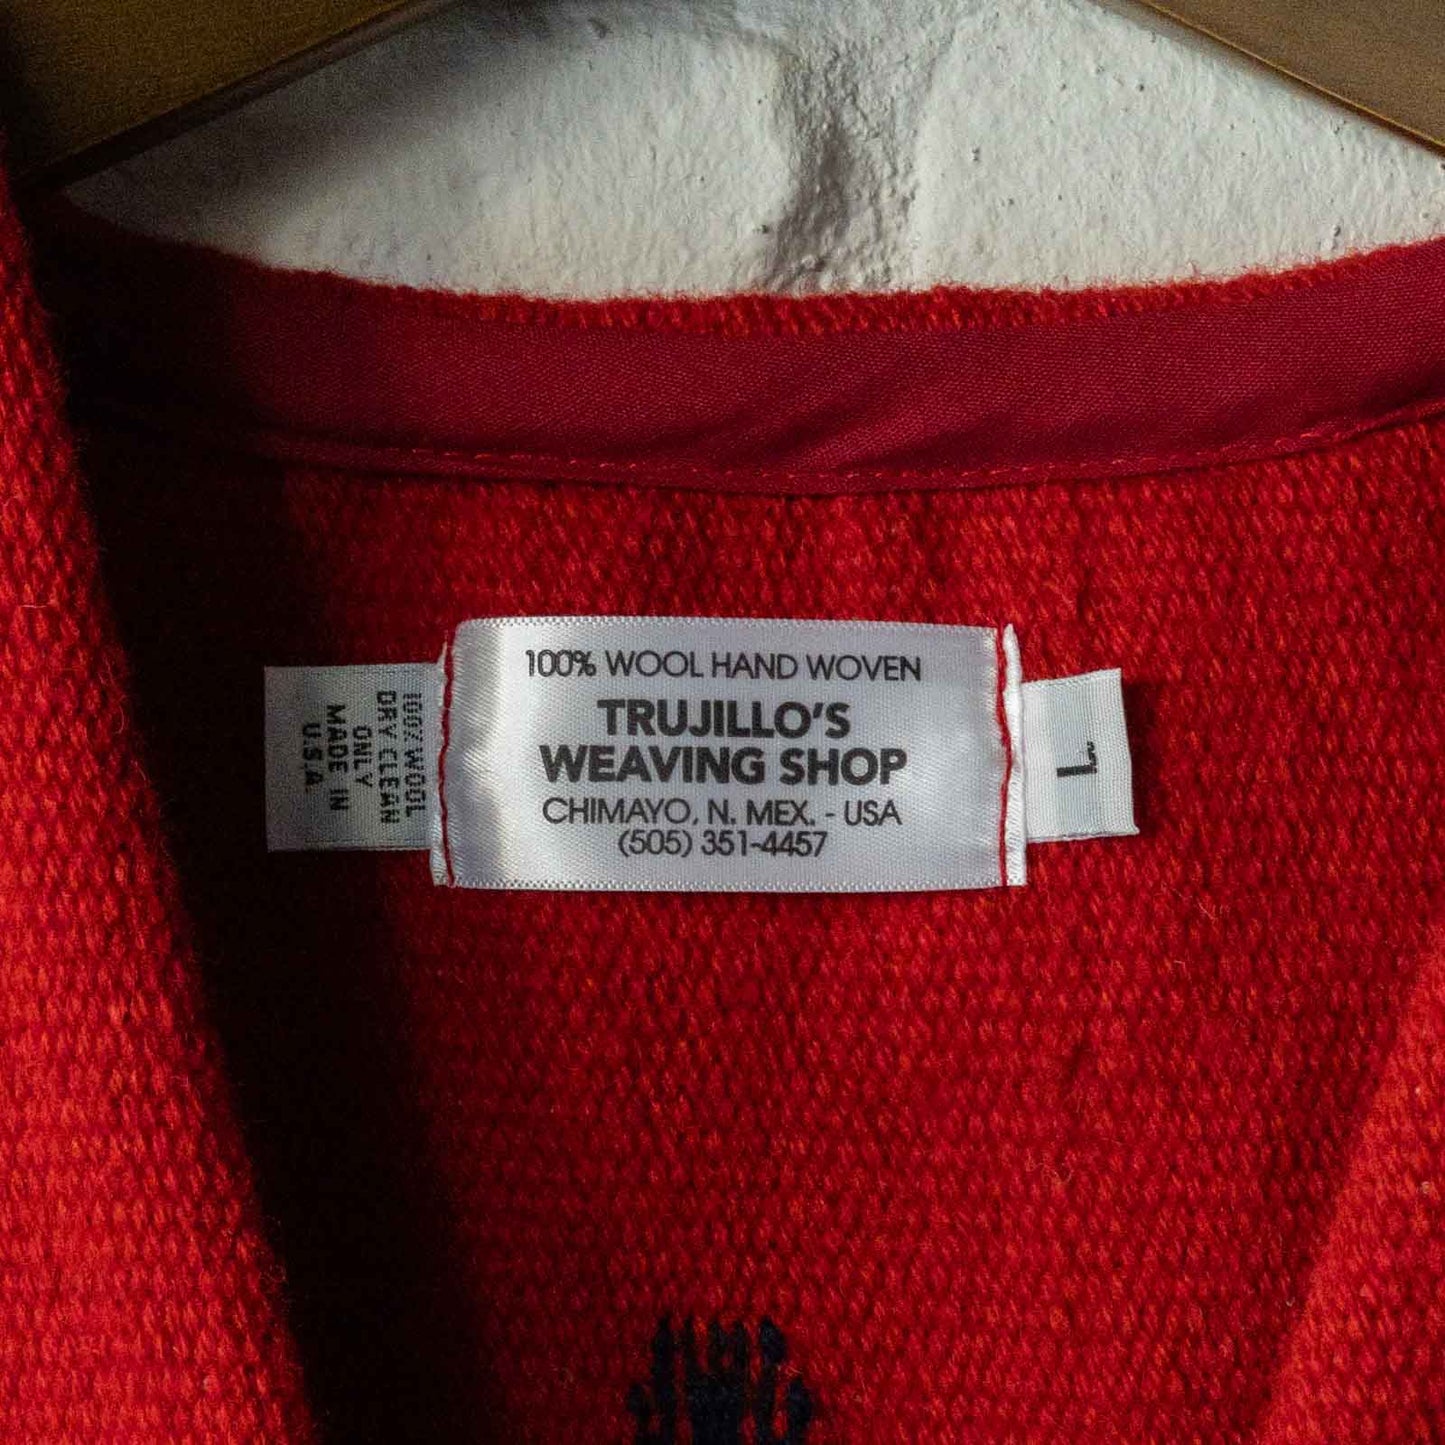 100% WOOL
DRY CLEAN
ONLY
MADE IN
U.S.A.
100% WOOL HAND WOVEN
TRUJILLO'S
WEAVING SHOP
CHIMAYO, N. MEX. - USA
(505) 351-4457
L